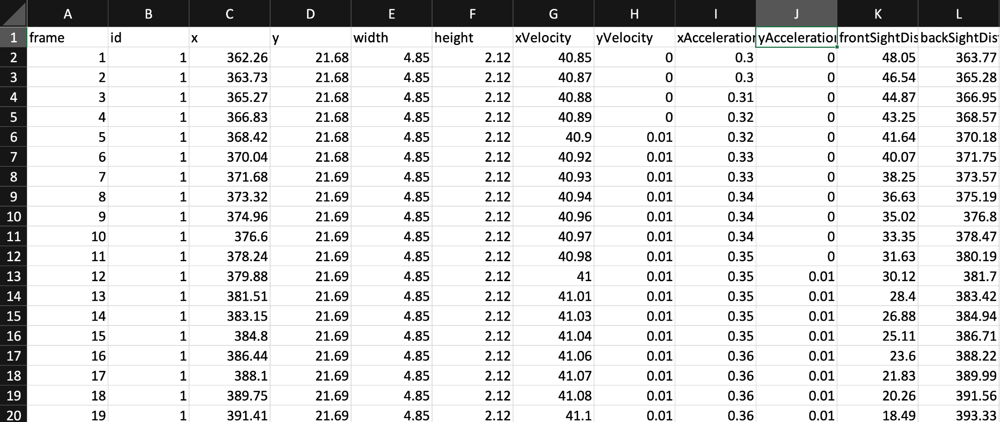 A B C D E F G H I J K L
1 frame id x y width height xVelocity yVelocity xAcceleration yAcceleration frontSightDis backSightDis
2 1 1 362.26 21.68 4.85 2.12 40.85 0 0.3 0 48.05 363.77
3 2 1 363.73 21.68 4.85 2.12 40.87 0 0.3 0 46.54 365.28
4 3 1 365.27 21.68 4.85 2.12 40.88 0 0.31 0 44.87 366.95
5 4 1 366.83 21.68 4.85 2.12 40.89 0 0.32 0 43.25 368.57
6 5 1 368.42 21.68 4.85 2.12 40.9 0.01 0.32 0 41.64 370.18
7 6 1 370.04 21.68 4.85 2.12 40.92 0.01 0.33 0 40.07 371.75
8 7 1 371.68 21.69 4.85 2.12 40.93 0.01 0.33 0 38.25 373.57
9 8 1 373.32 21.69 4.85 2.12 40.94 0.01 0.34 0 36.63 375.19
10 9 1 374.96 21.69 4.85 2.12 40.96 0.01 0.34 0 35.02 376.8
11 10 1 376.6 21.69 4.85 2.12 40.97 0.01 0.34 0 33.35 378.47
12 11 1 378.24 21.69 4.85 2.12 40.98 0.01 0.35 0 31.63 380.19
13 12 1 379.88 21.69 4.85 2.12 41 0.01 0.35 0.01 30.12 381.7
14 13 1 381.51 21.69 4.85 2.12 41.01 0.01 0.35 0.01 28.4 383.42
15 14 1 383.15 21.69 4.85 2.12 41.03 0.01 0.35 0.01 26.88 384.94
16 15 1 384.8 21.69 4.85 2.12 41.04 0.01 0.35 0.01 25.11 386.71
17 16 1 386.44 21.69 4.85 2.12 41.06 0.01 0.36 0.01 23.6 388.22
18 17 1 388.1 21.69 4.85 2.12 41.07 0.01 0.36 0.01 21.83 389.99
19 18 1 389.75 21.69 4.85 2.12 41.08 0.01 0.36 0.01 20.26 391.56
20 19 1 391.41 21.69 4.85 2.12 41.1 0.01 0.36 0.01 18.49 393.33